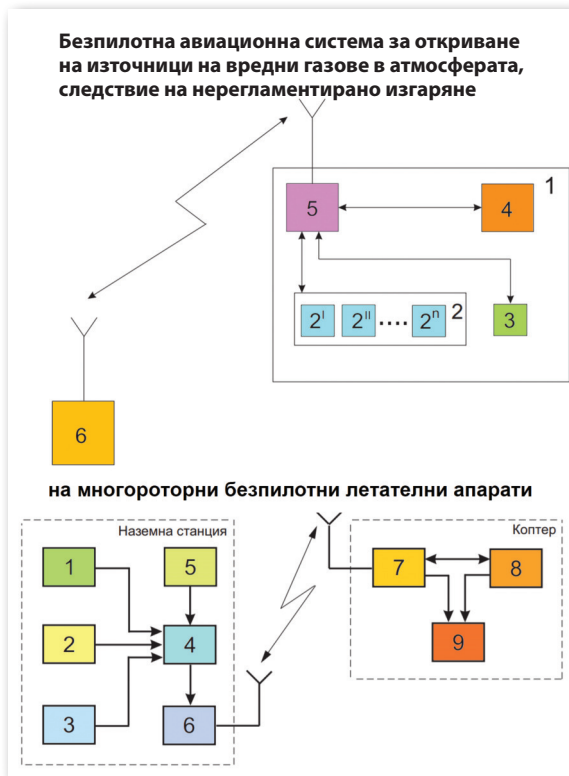 Безпилотна авиационна система за откриване
на източници на вредни газове в атмосферата,
следствие на нерегламентирано изгаряне
1
5
4
2ᴵ 2ᴵᴵ .... 2ⁿ 2
3
6
на многороторни безпилотни летателни апарати
Наземна станция
Коптер
1
5
7
8
2
4
9
3
6